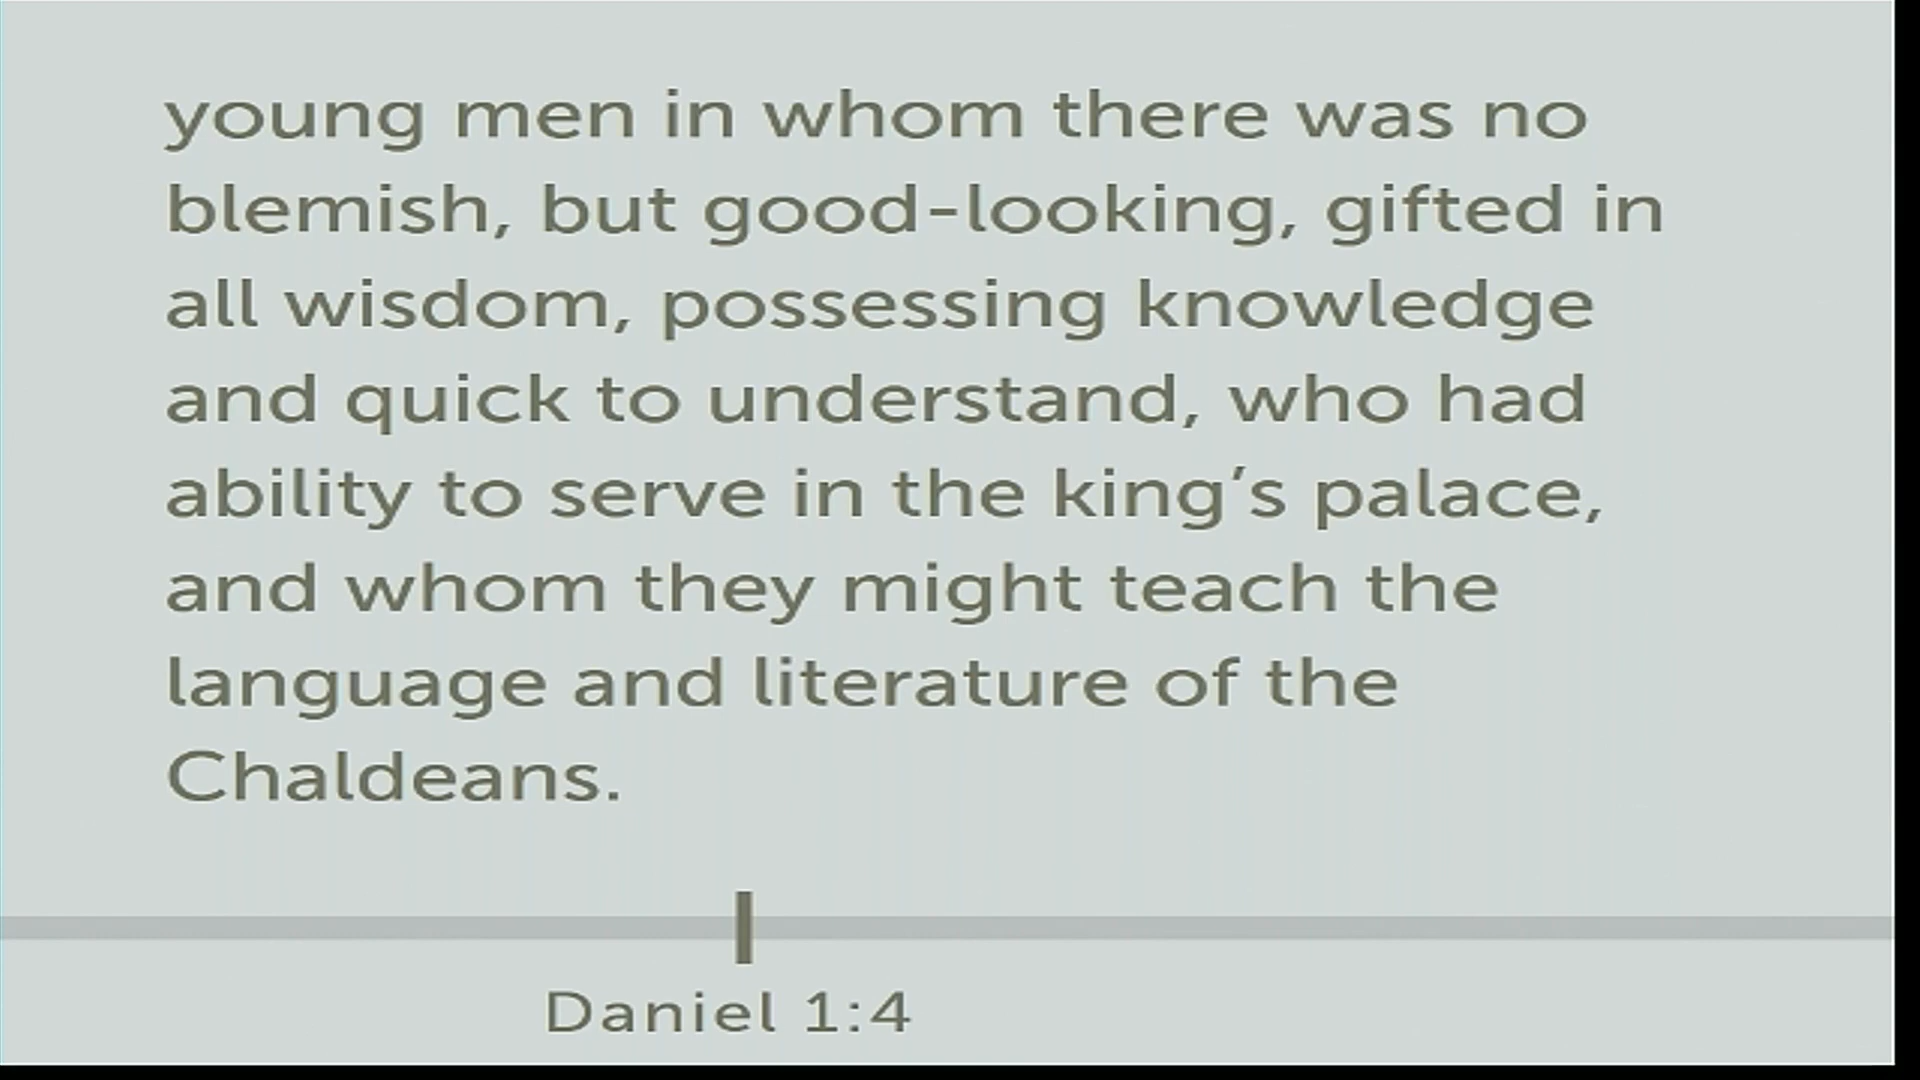 young men in whom there was no
blemish, but good-looking, gifted in
all wisdom, possessing knowledge
and quick to understand, who had
ability to serve in the king’s palace,
and whom they might teach the
language and literature of the
Chaldeans.
Daniel 1:4